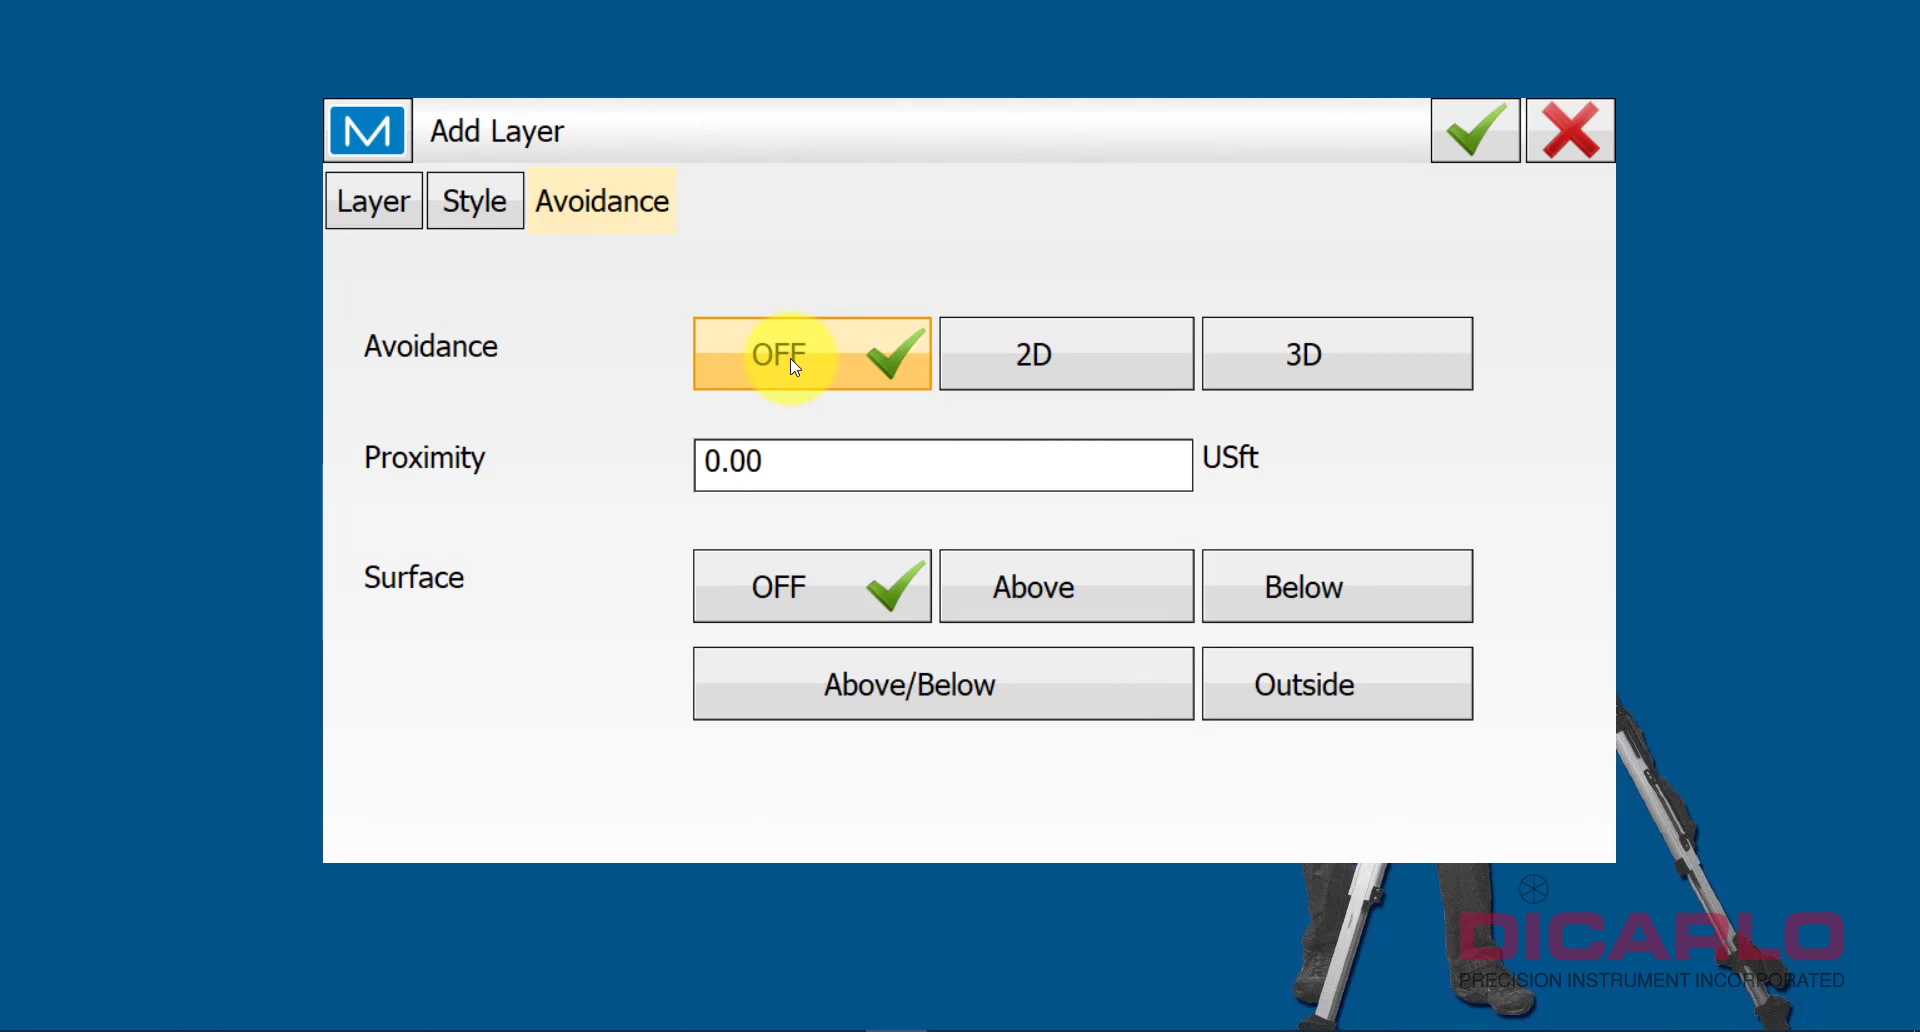 Add Layer
Layer Style Avoidance
Avoidance OFF 2D 3D
Proximity 0.00 USft
Surface OFF Above Below
Above/Below Outside
DICARLO
PRECISION INSTRUMENT INCORPORATED